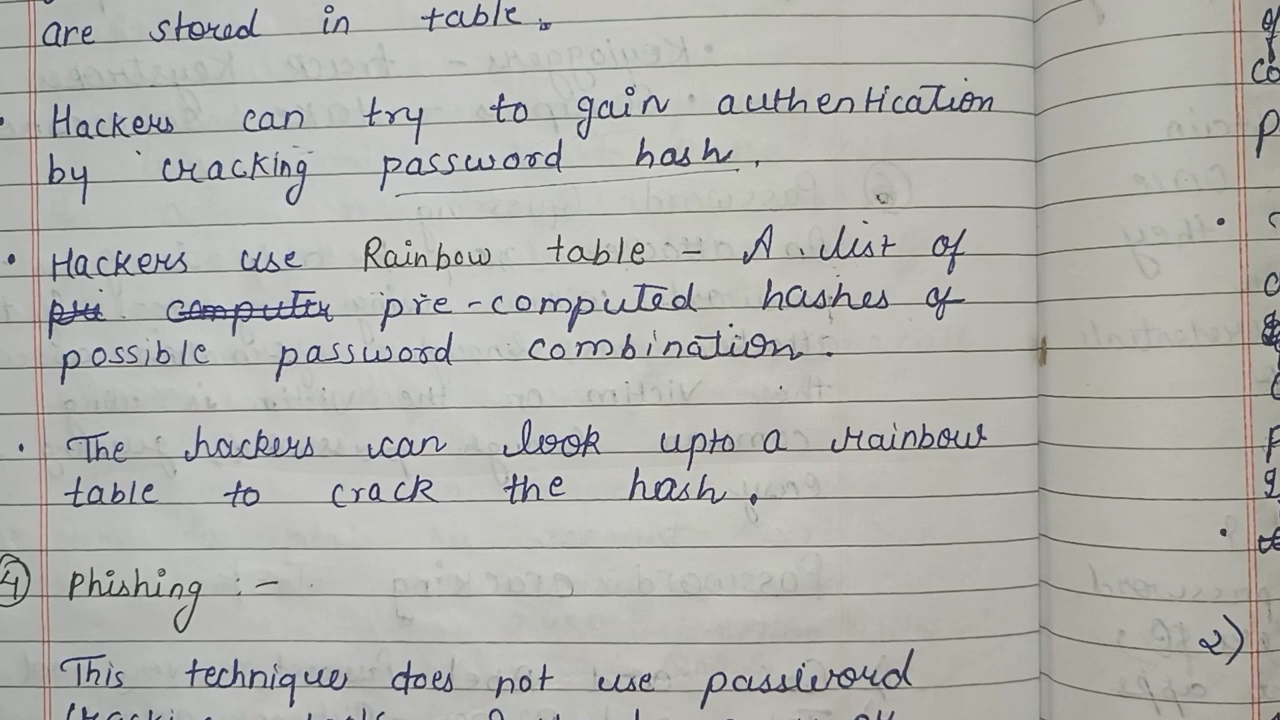 are stored in table.
• Hackers can try to gain authentication
by cracking password hash.
• Hackers use Rainbow table - A list of
pre-computed hashes of
possible password combination.
• The hackers can look upto a rainbow
table to crack the hash.
④ Phishing :-
This technique does not use password
2)